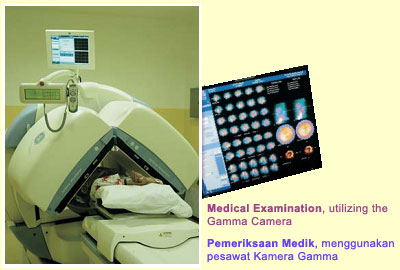 Medical Examination, utilizing the
Gamma Camera
Pemeriksaan Medik, menggunakan
pesawat Kamera Gamma